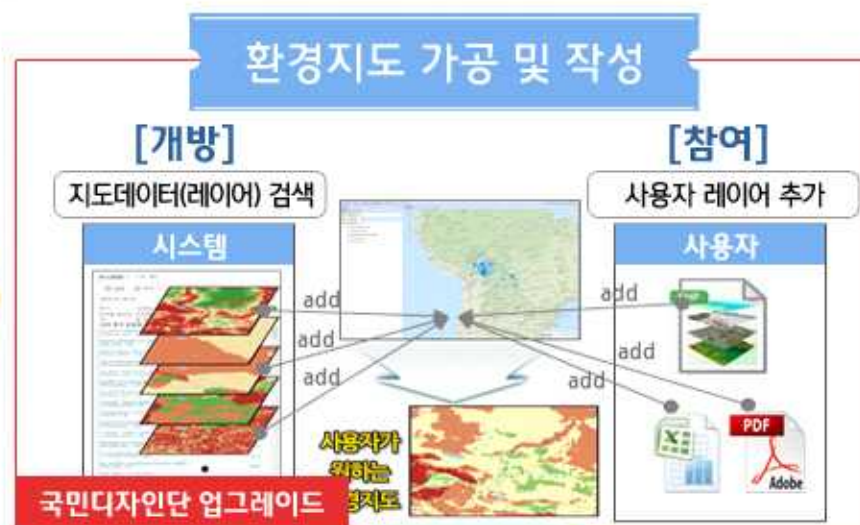 환경지도 가공 및 작성
[개방]
지도데이터(레이어) 검색
시스템
add
add
add
[참여]
사용자 레이어 추가
사용자
add
add
add
PDF
Adobe
사용자가
원하는
국민디자인단 업그레이드